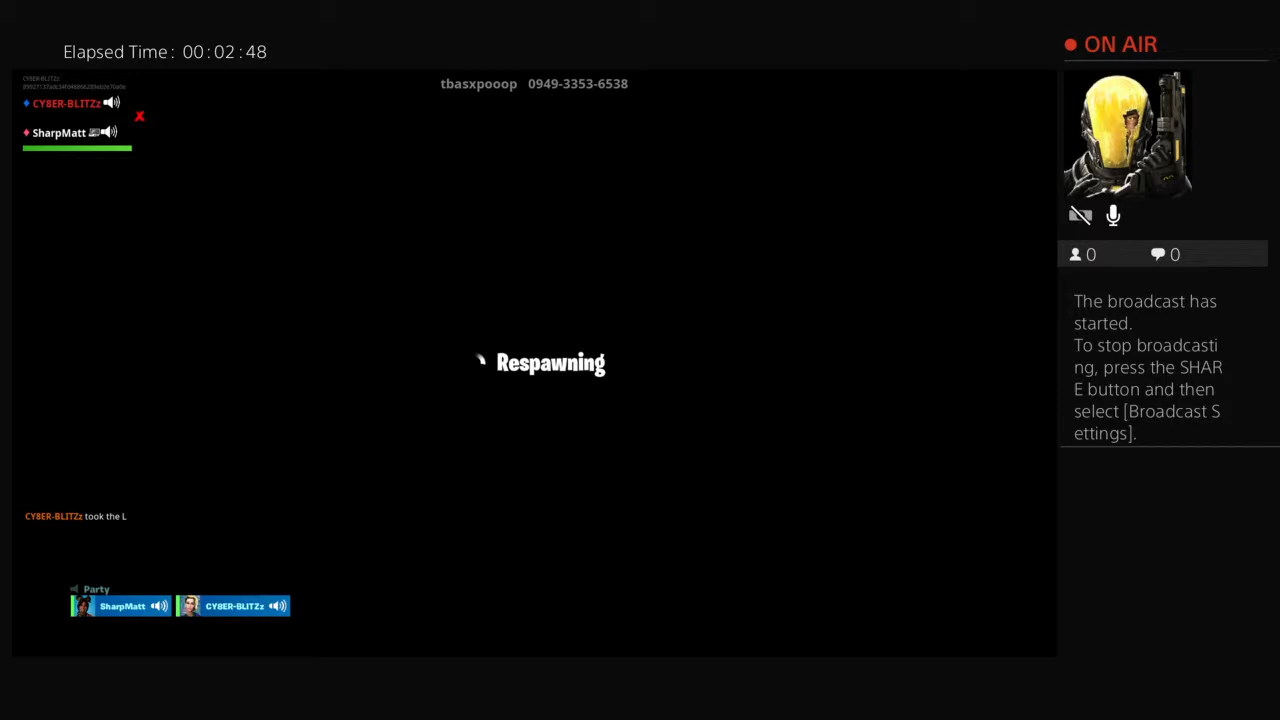 Elapsed Time: 00:02:48
ON AIR
CY8ER-BLITZz
tbasxpooop 0949-3353-6538
CY8ER-BLITZz
X
SharpMatt
0
0
The broadcast has
started.
To stop broadcasti
ng, press the SHAR
E button and then
select [Broadcast S
ettings].
Respawning
CY8ER-BLITZz took the L
Party
SharpMatt CY8ER-BLITZz